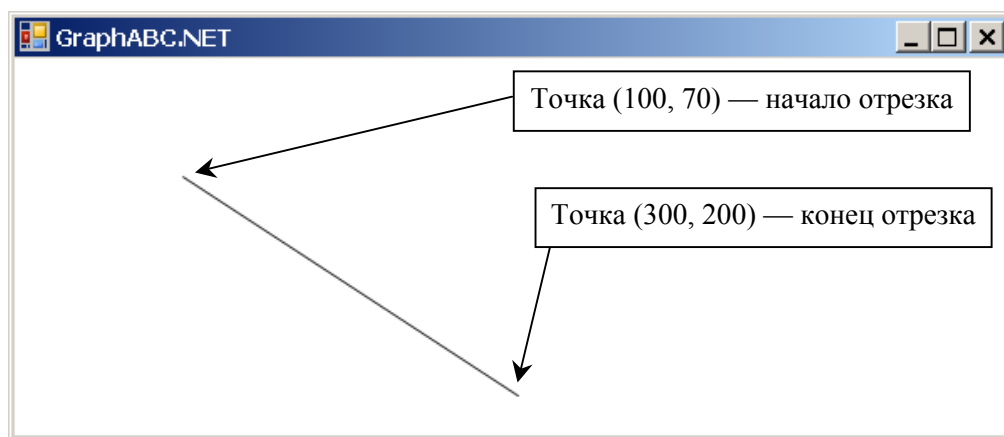 GraphABC.NET
Точка (100, 70) — начало отрезка
Точка (300, 200) — конец отрезка